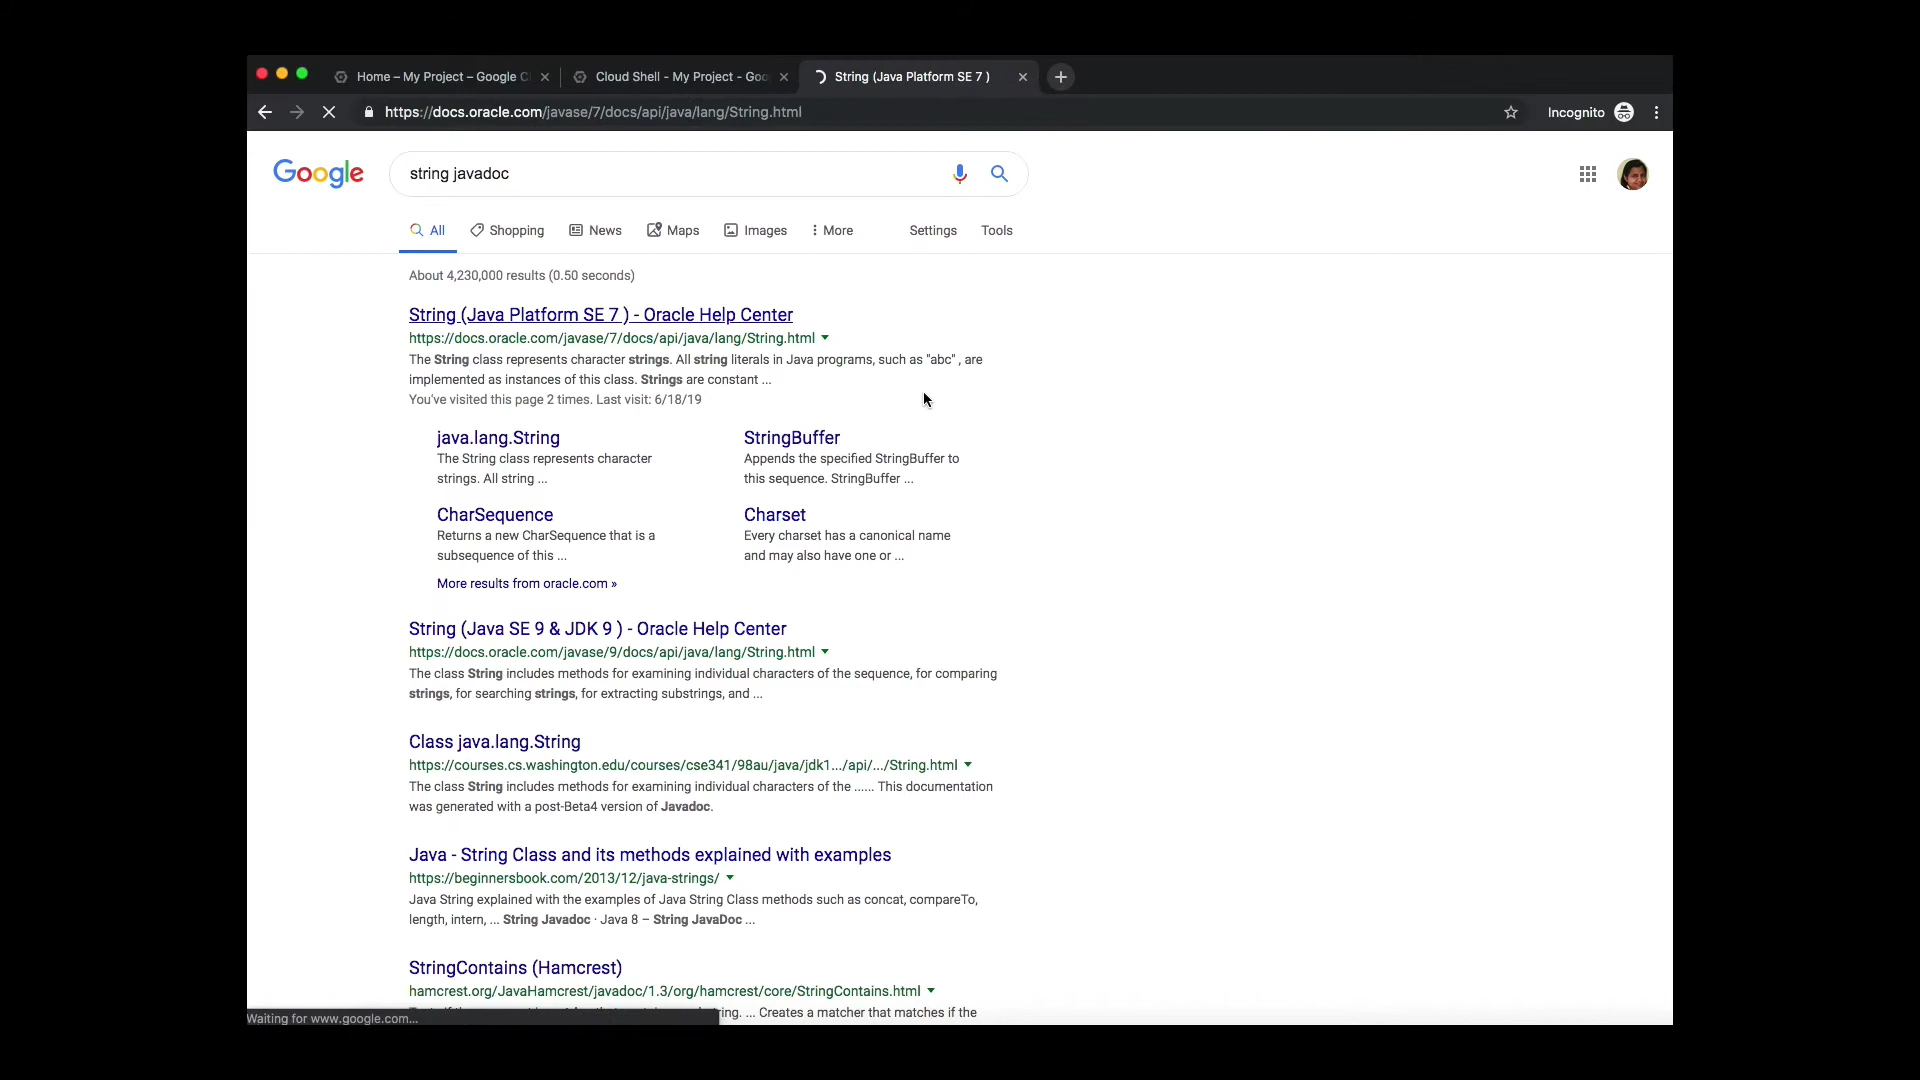 Home – My Project – Google C
Cloud Shell - My Project - Goo
String (Java Platform SE 7 )
https://docs.oracle.com/javase/7/docs/api/java/lang/String.html
Incognito
Google
string javadoc
All
Shopping
News
Maps
Images
More
Settings
Tools
About 4,230,000 results (0.50 seconds)
String (Java Platform SE 7 ) - Oracle Help Center
https://docs.oracle.com/javase/7/docs/api/java/lang/String.html
The String class represents character strings. All string literals in Java programs, such as "abc" , are
implemented as instances of this class. Strings are constant ...
You've visited this page 2 times. Last visit: 6/18/19
java.lang.String
The String class represents character
strings. All string ...
StringBuffer
Appends the specified StringBuffer to
this sequence. StringBuffer ...
CharSequence
Returns a new CharSequence that is a
subsequence of this ...
Charset
Every charset has a canonical name
and may also have one or ...
More results from oracle.com »
String (Java SE 9 & JDK 9 ) - Oracle Help Center
https://docs.oracle.com/javase/9/docs/api/java/lang/String.html
The class String includes methods for examining individual characters of the sequence, for comparing
strings, for searching strings, for extracting substrings, and ...
Class java.lang.String
https://courses.cs.washington.edu/courses/cse341/98au/java/jdk1.../api/.../String.html
The class String includes methods for examining individual characters of the ...... This documentation
was generated with a post-Beta4 version of Javadoc.
Java - String Class and its methods explained with examples
https://beginnersbook.com/2013/12/java-strings/
Java String explained with the examples of Java String Class methods such as concat, compareTo,
length, intern, ... String Javadoc · Java 8 – String JavaDoc ...
StringContains (Hamcrest)
hamcrest.org/JavaHamcrest/javadoc/1.3/org/hamcrest/core/StringContains.html
ring. ... Creates a matcher that matches if the
Waiting for www.google.com...